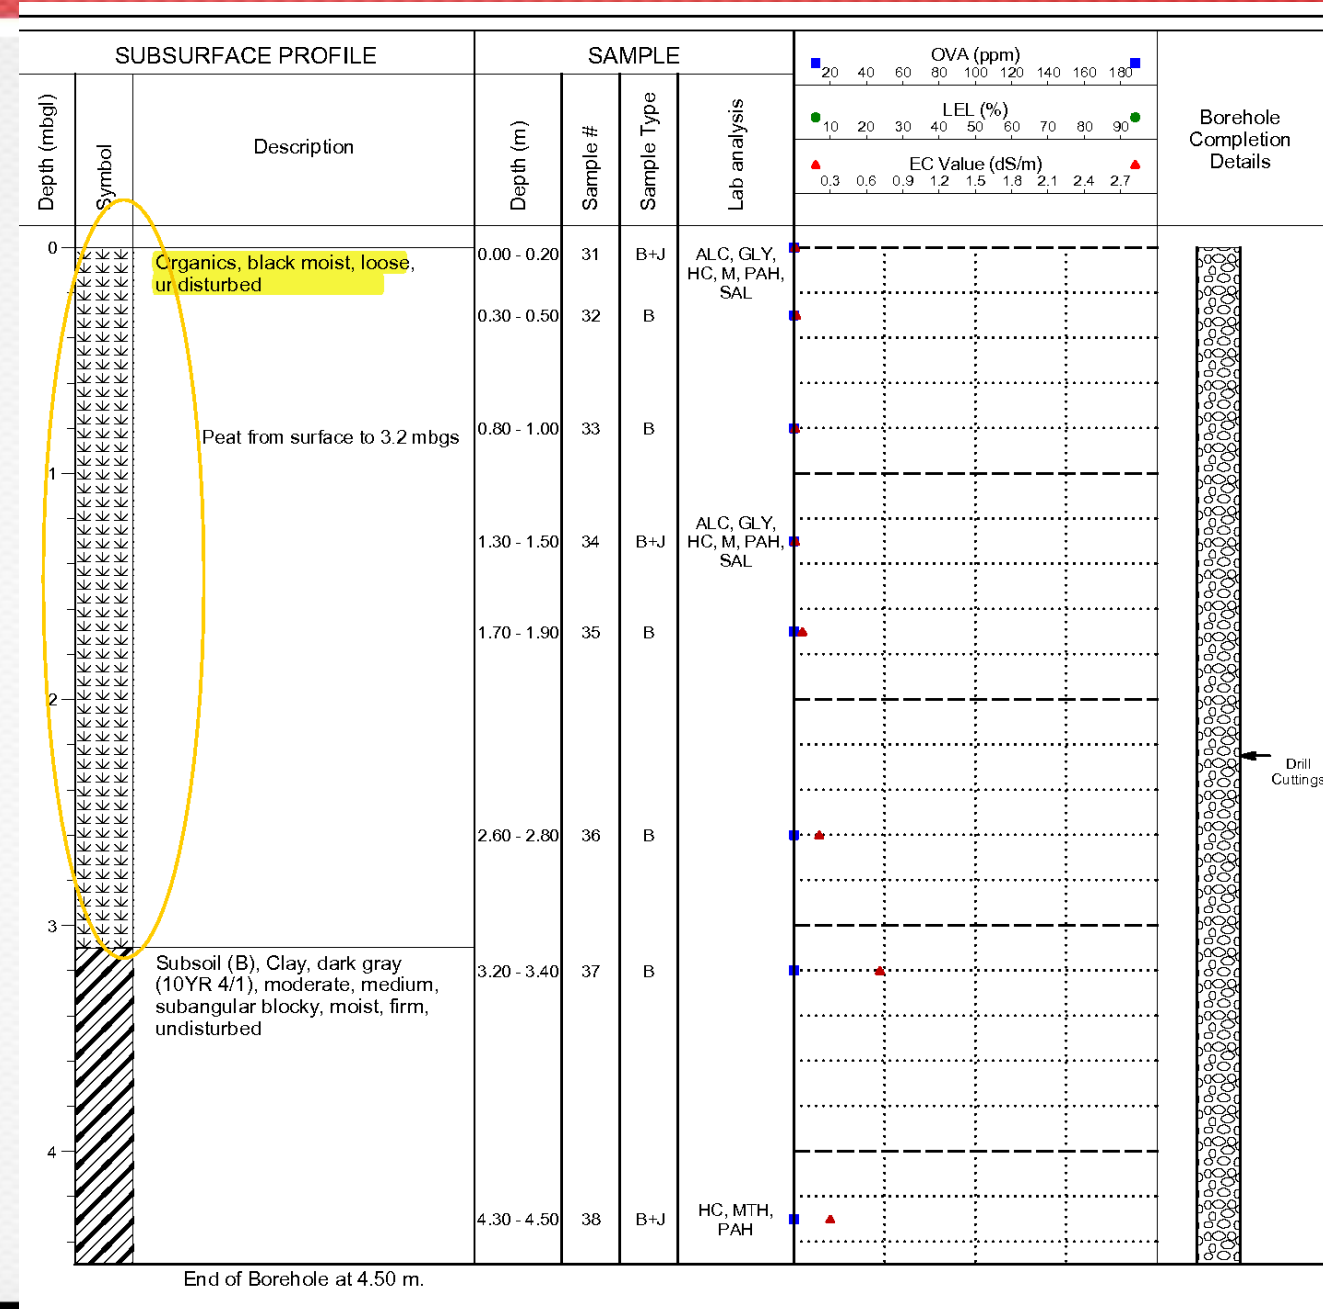 SUBSURFACE PROFILE
SAMPLE
Depth (mbgl)
Symbol
Description
Depth (m)
Sample #
Sample Type
Lab analysis
OVA (ppm)
20 40 60 80 100 120 140 160 180
LEL (%)
10 20 30 40 50 60 70 80 90
EC Value (dS/m)
0.3 0.6 0.9 1.2 1.5 1.8 2.1 2.4 2.7
Borehole
Completion
Details
0
Organics, black moist, loose,
undisturbed
0.00 - 0.20 31 B+J
ALC, GLY,
HC, M, PAH,
SAL
0.30 - 0.50 32 B
Peat from surface to 3.2 mbgs
0.80 - 1.00 33 B
1
1.30 - 1.50 34 B+J
ALC, GLY,
HC, M, PAH,
SAL
1.70 - 1.90 35 B
2
Drill
Cuttings
2.60 - 2.80 36 B
3
Subsoil (B), Clay, dark gray
(10YR 4/1), moderate, medium,
subangular blocky, moist, firm,
undisturbed
3.20 - 3.40 37 B
4
4.30 - 4.50 38 B+J
HC, MTH,
PAH
End of Borehole at 4.50 m.